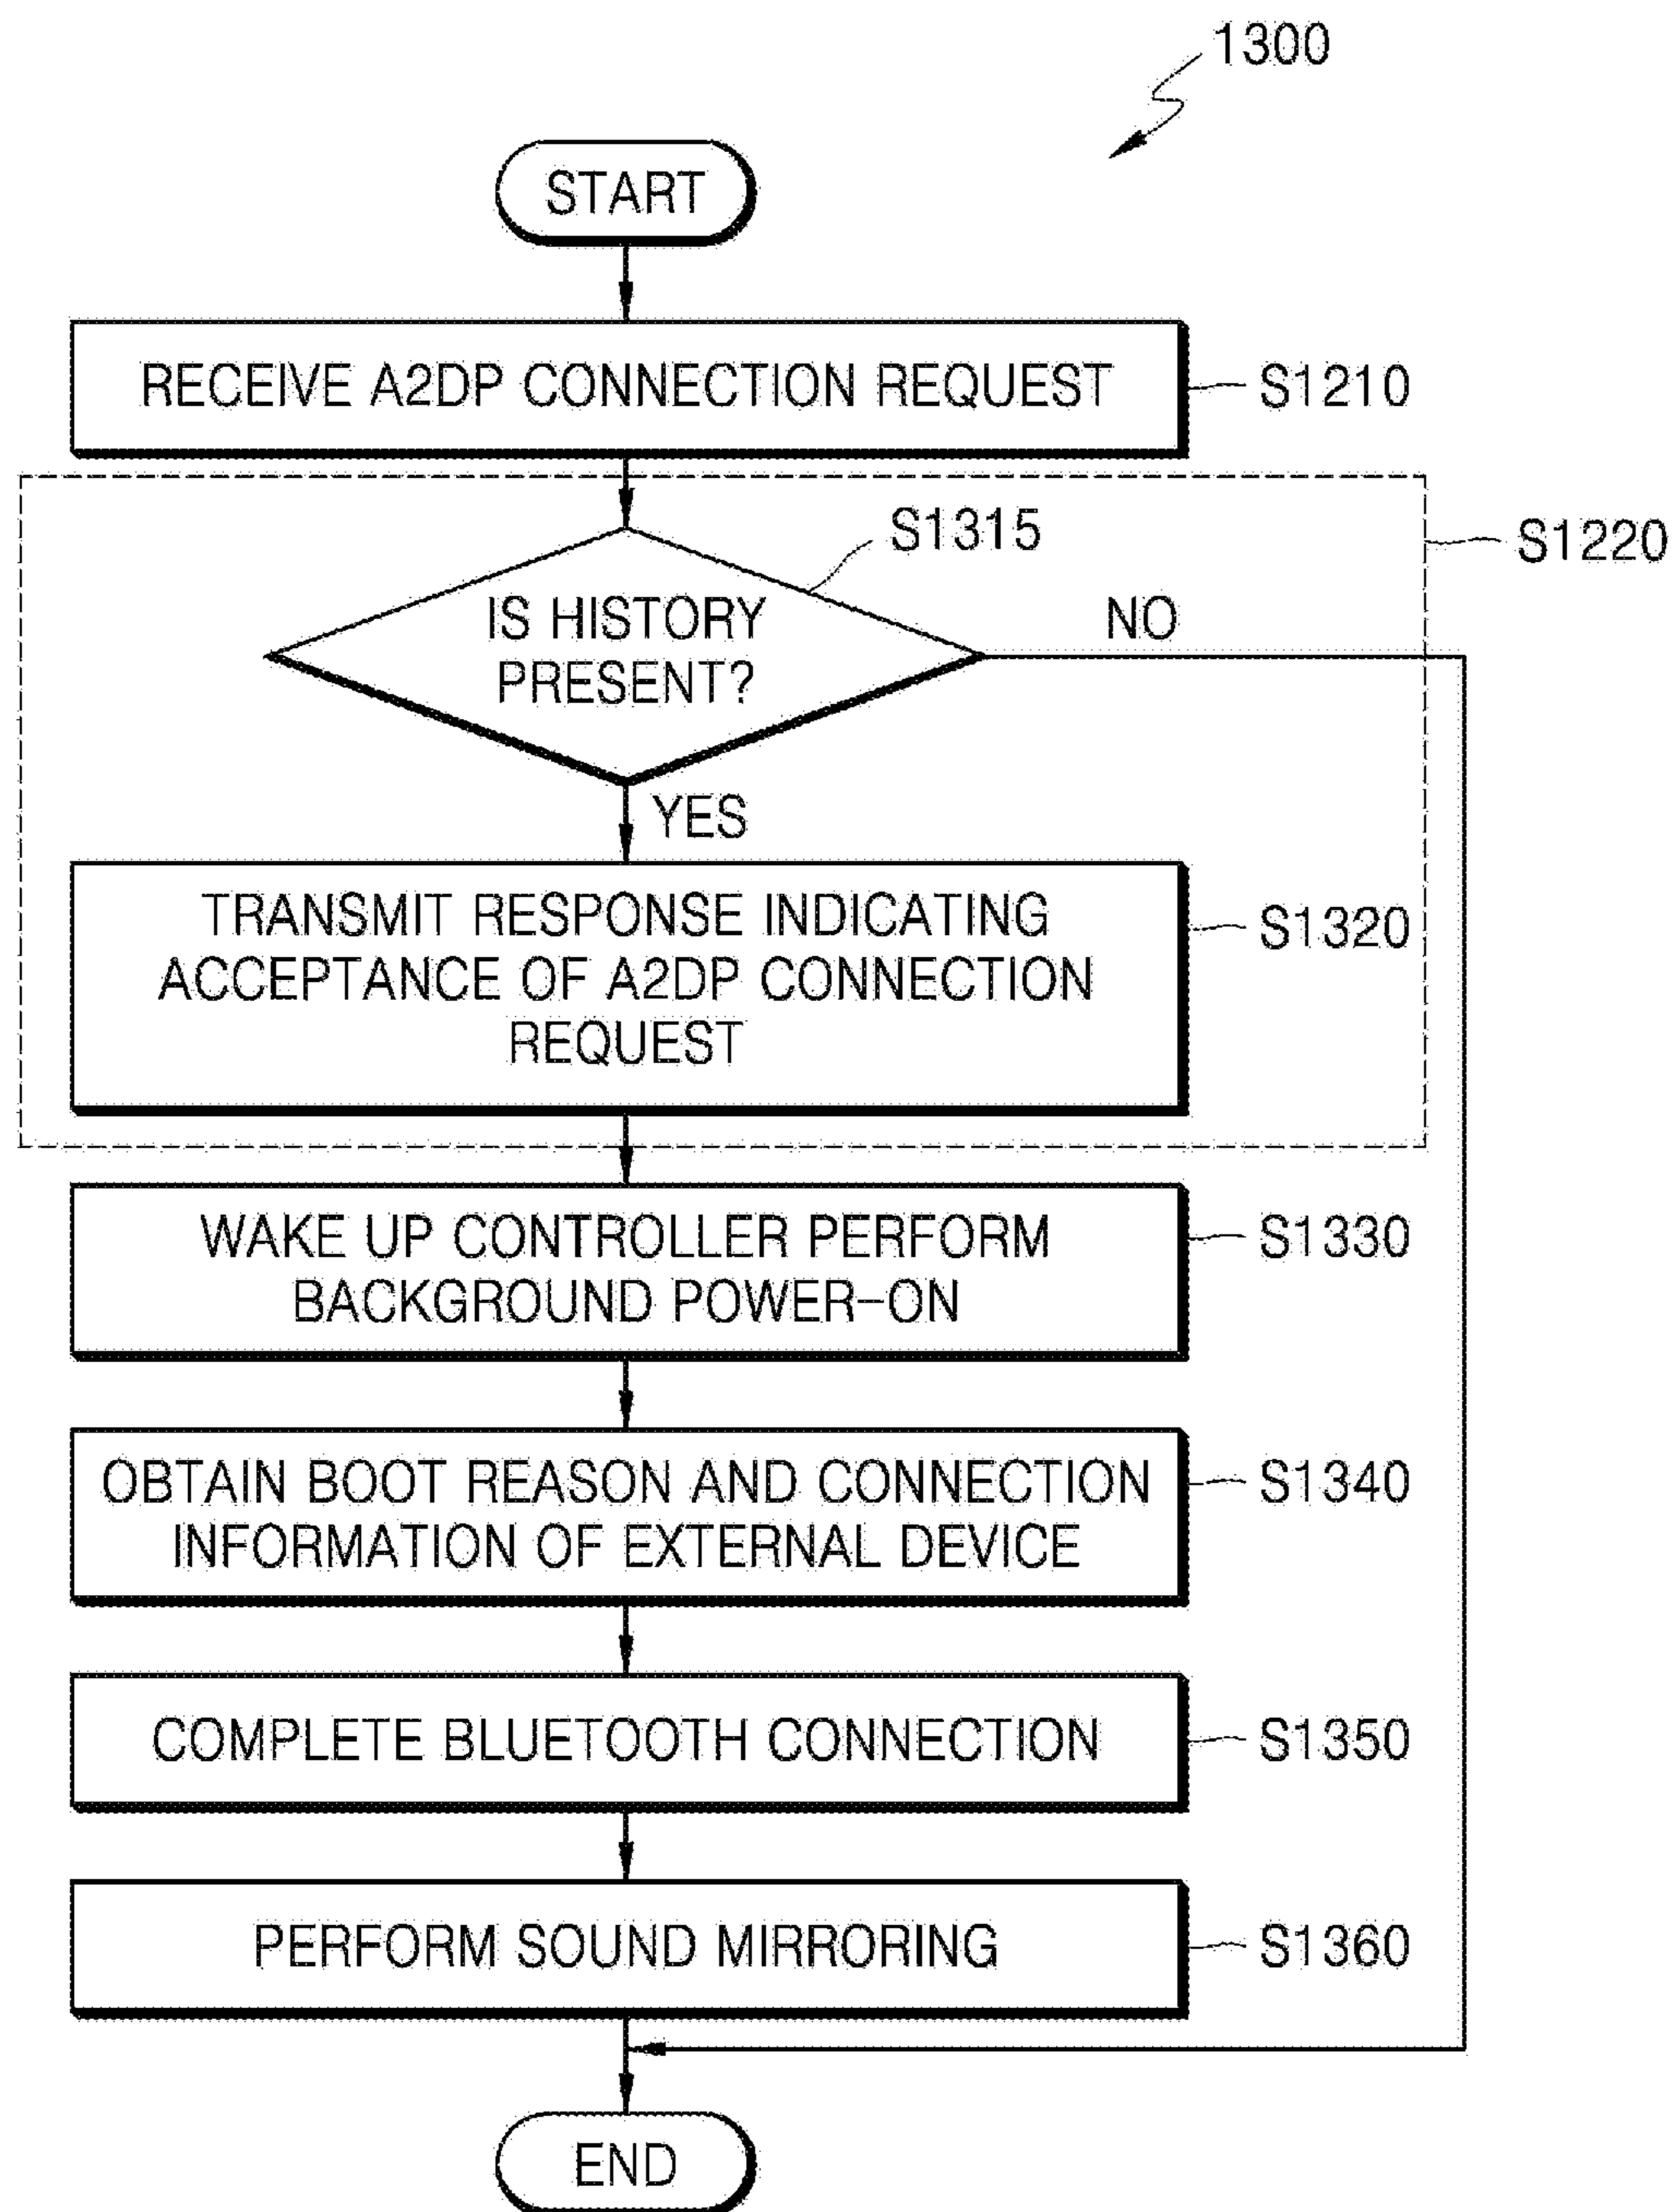 1300
START
RECEIVE A2DP CONNECTION REQUEST
S1210
S1315
S1220
IS HISTORY
PRESENT?
NO
YES
TRANSMIT RESPONSE INDICATING
ACCEPTANCE OF A2DP CONNECTION
REQUEST
S1320
WAKE UP CONTROLLER PERFORM
BACKGROUND POWER-ON
S1330
OBTAIN BOOT REASON AND CONNECTION
INFORMATION OF EXTERNAL DEVICE
S1340
COMPLETE BLUETOOTH CONNECTION
S1350
PERFORM SOUND MIRRORING
S1360
END